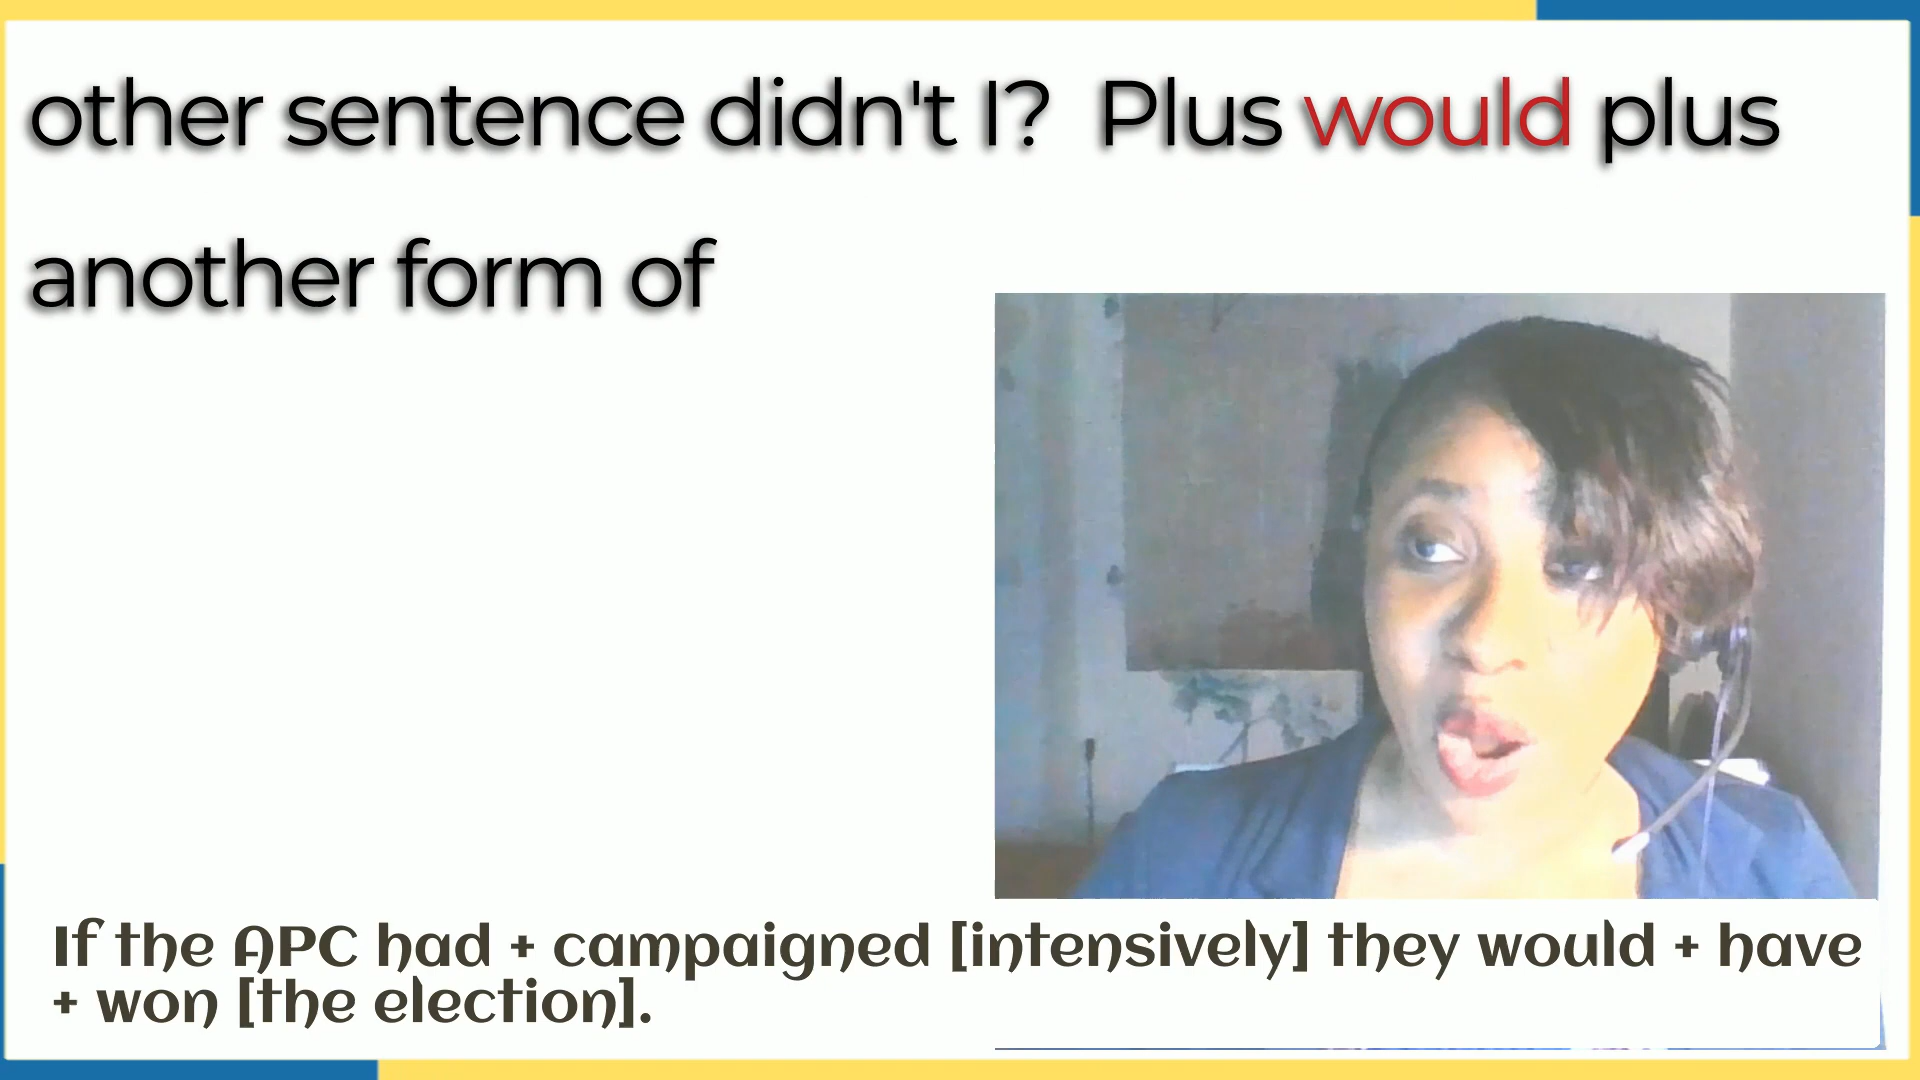 other sentence didn't I? Plus would plus
another form of
If the APC had + campaigned [intensively] they would + have
+ won [the election].